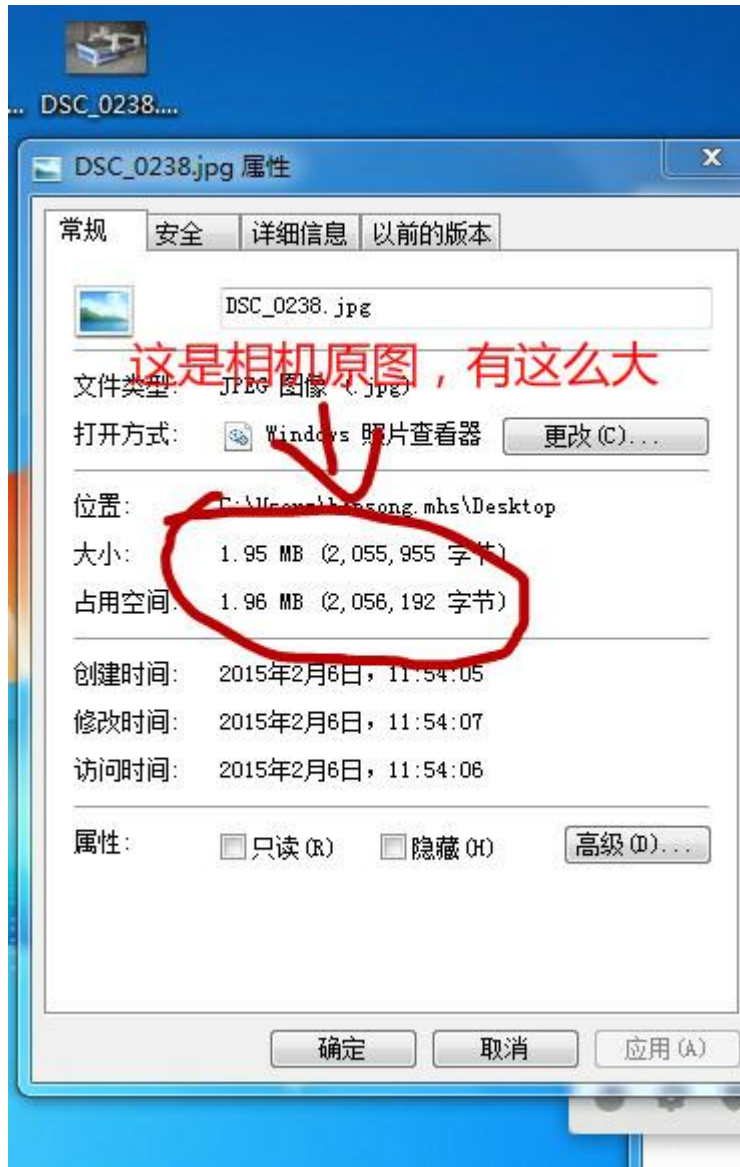 ... DSC_0238....
DSC_0238.jpg 属性
常规 安全 详细信息 以前的版本
DSC_0238.jpg
这是相机原图，有这么大
文件类型: JPEG 图像 (.jpg)
打开方式: Windows 照片查看器 更改(C)...
位置: C:\Users\ .mhs\Desktop
大小: 1.95 MB (2,055,955 字节)
占用空间: 1.96 MB (2,056,192 字节)
创建时间: 2015年2月6日，11:54:05
修改时间: 2015年2月6日，11:54:07
访问时间: 2015年2月6日，11:54:06
属性: 只读(R) 隐藏(H) 高级(D)...
确定 取消 应用(A)